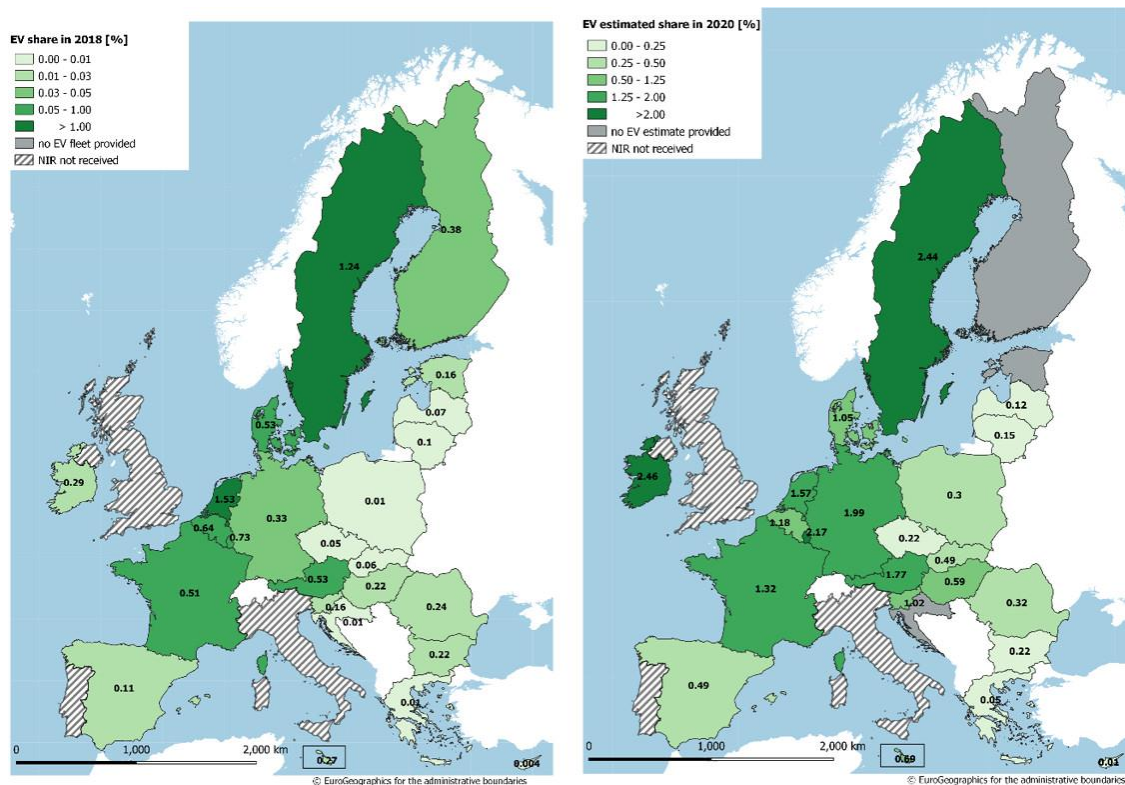 EV share in 2018 [%]
0.00 - 0.01
0.01 - 0.03
0.03 - 0.05
0.05 - 1.00
> 1.00
no EV fleet provided
NIR not received
0.38
1.24
0.16
0.07
0.1
0.53
0.29
1.53
0.01
0.64
0.33
0.73
0.05
0.06
0.53
0.22
0.51
0.16
0.24
0.01
0.22
0.11
0.01
0 1,000 2,000 km
0.27
0.004
© EuroGeographics for the administrative boundaries
EV estimated share in 2020 [%]
0.00 - 0.25
0.25 - 0.50
0.50 - 1.25
1.25 - 2.00
>2.00
no EV estimate provided
NIR not received
2.44
0.12
1.05
0.15
2.46
1.57
0.3
1.99
1.18
2.17
0.22
0.49
1.77
0.59
1.32
1.02
0.32
0.22
0.49
0.05
0 1,000 2,000 km
0.69
0.03
© EuroGeographics for the administrative boundaries